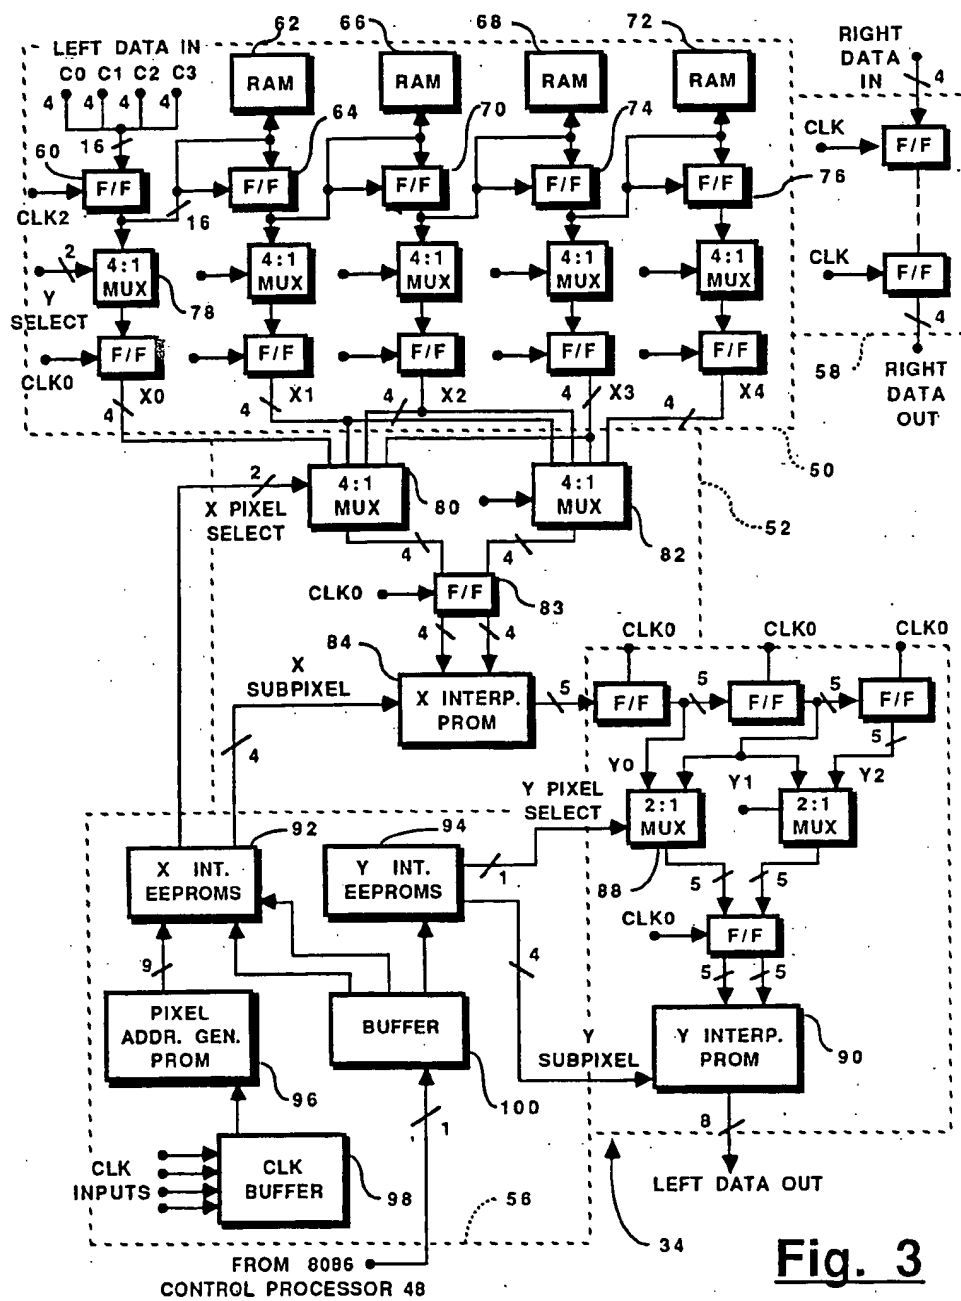 62
66
68
72
LEFT DATA IN
C0 C1 C2 C3
4 4 4 4
RAM
RAM
RAM
RAM
RIGHT
DATA
IN
4
60
16
64
70
74
76
CLK
F/F
F/F
F/F
F/F
F/F
F/F
CLK2
16
2
4:1
MUX
4:1
MUX
4:1
MUX
4:1
MUX
4:1
MUX
CLK
F/F
Y
SELECT
78
4
CLK0
F/F
F/F
F/F
F/F
F/F
58
RIGHT
DATA
OUT
4
X0
4
X1
4
X2
4
X3
4
X4
50
2
4:1
MUX
4:1
MUX
X PIXEL
SELECT
80
82
52
4
4
CLK0
F/F
83
4
4
84
X
SUBPIXEL
X INTERP.
PROM
5
CLK0
CLK0
CLK0
F/F
5
F/F
5
F/F
4
5
Y0
Y1
Y2
Y PIXEL
SELECT
2:1
MUX
2:1
MUX
92
94
X INT.
EEPROMS
Y INT.
EEPROMS
1
88
5
5
CLK0
F/F
9
4
5
5
PIXEL
ADDR. GEN.
PROM
BUFFER
Y
SUBPIXEL
Y INTERP.
PROM
90
96
100
1
8
CLK
INPUTS
CLK
BUFFER
98
56
LEFT DATA OUT
34
FROM 8086
CONTROL PROCESSOR 48
Fig. 3